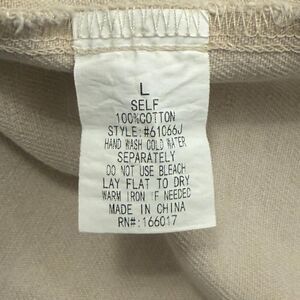 L
SELF
100%COTTON
STYLE:#61066J
HAND WASH COLD WATER
SEPARATELY
DO NOT USE BLEACH
LAY FLAT TO DRY
WARM IRON IF NEEDED
MADE IN CHINA
RN#:166017